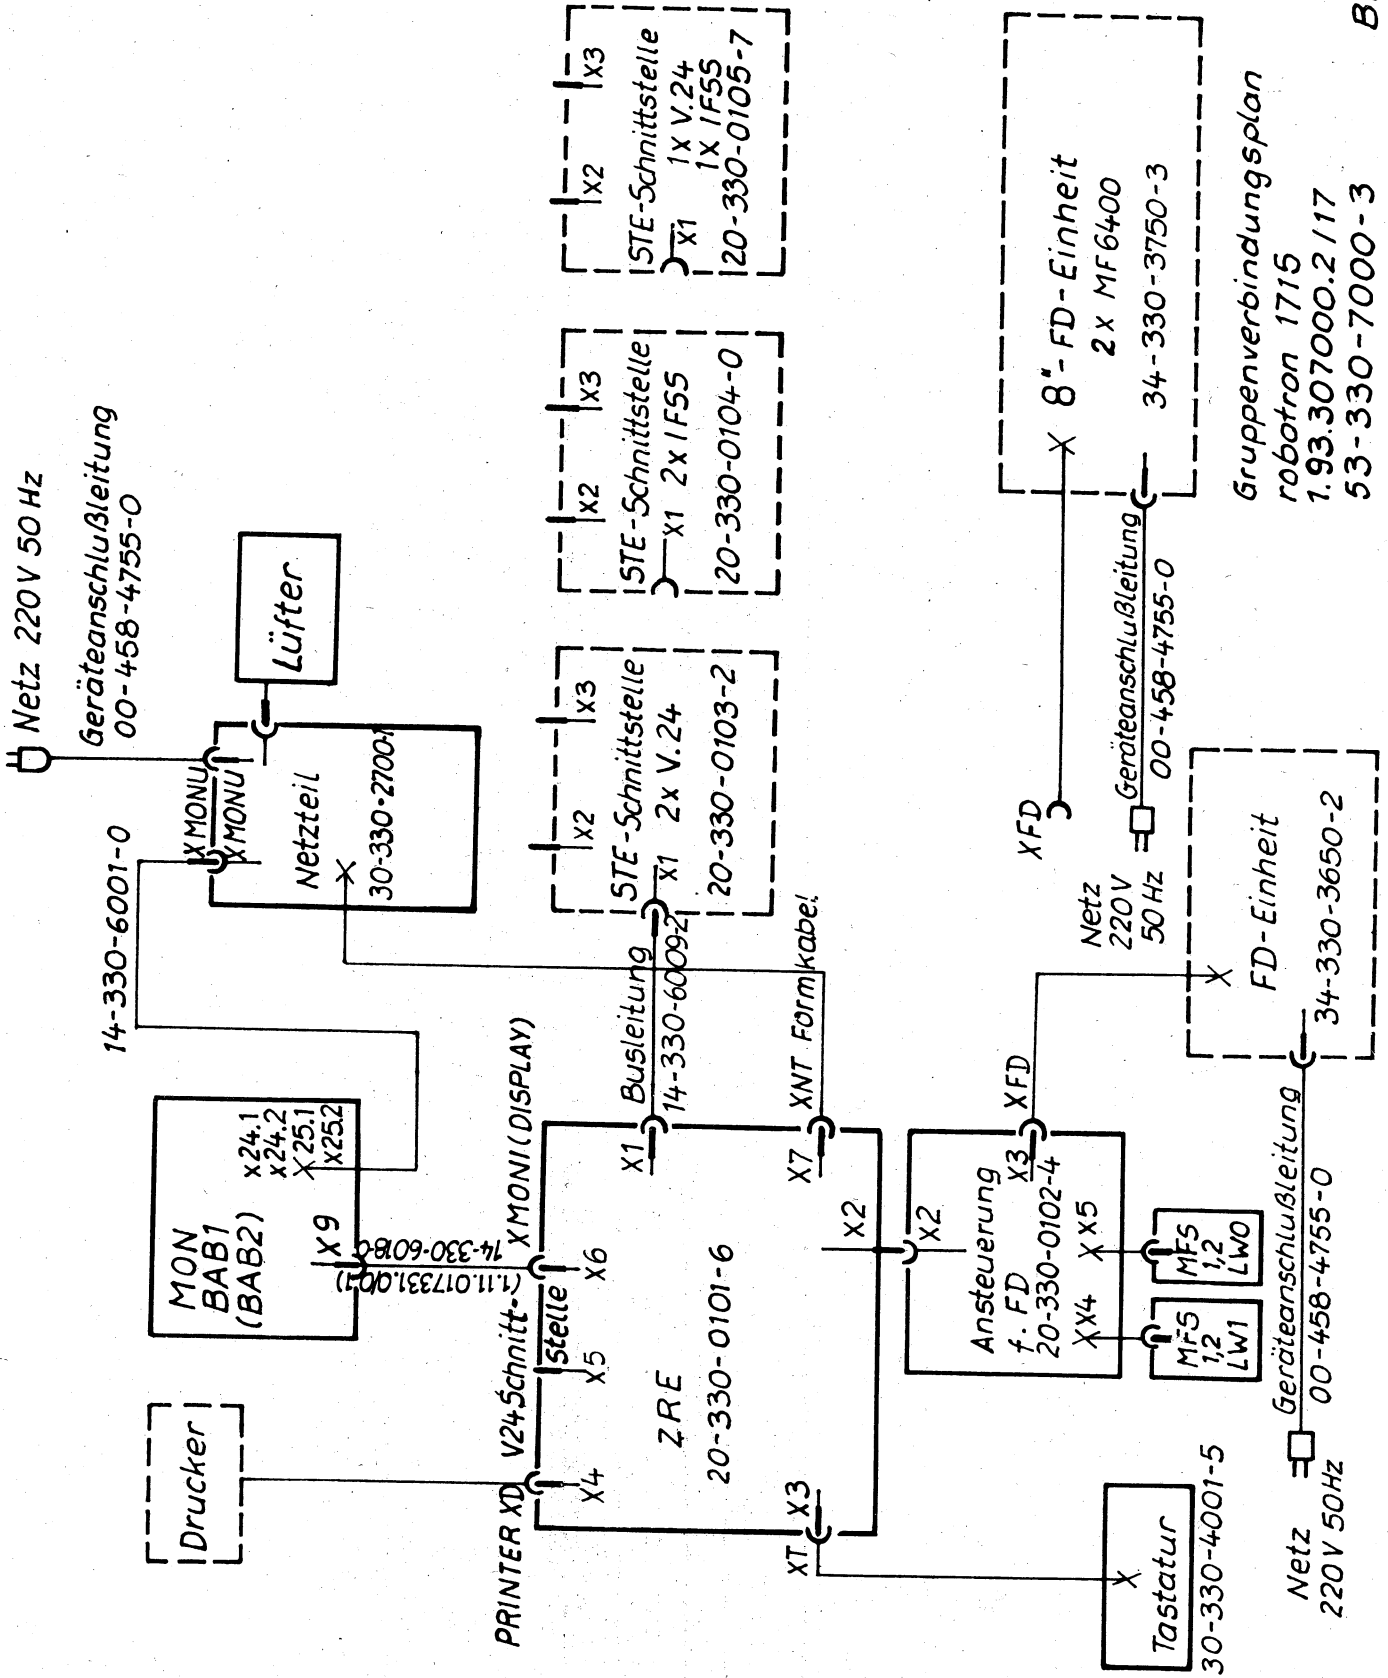 Netz 220V 50 Hz
Geräteanschlußleitung
00-458-4755-0
Lüfter
XMONU
XMONU
Netzteil
30-330-2700-1
14-330-6001-0
MON
BAB1
(BAB2)
X24.1
X24.2
X25.1
X25.2
X9
14-330-6018-0
Drucker
PRINTER XD
V24Schnitt-
stelle
XMONI(DISPLAY)
X4
X5
X6
ZRE
20-330-0101-6
X1
X7
X2
X3
XT
Busleitung
14-330-6009-2
XNT Formkabel
STE-Schnittstelle
X1 2x V.24
20-330-0103-2
X2
X3
STE-Schnittstelle
X1 2x IFSS
20-330-0104-0
X2
X3
STE-Schnittstelle
X1
1x V.24
1x IFSS
20-330-0105-7
X2
X3
X2
Ansteuerung
f. FD
20-330-0102-4
X3
XFD
X4
X5
MFS
1,2
LW1
MFS
1,2
LW0
Tastatur
30-330-4001-5
Netz
220V 50Hz
Geräteanschlußleitung
00-458-4755-0
FD-Einheit
34-330-3650-2
XFD
Netz
220V
50Hz
Geräteanschlußleitung
00-458-4755-0
8"-FD-Einheit
2x MF6400
34-330-3750-3
Gruppenverbindungsplan
robotron 1715
1.93.307000.2/17
53-330-7000-3